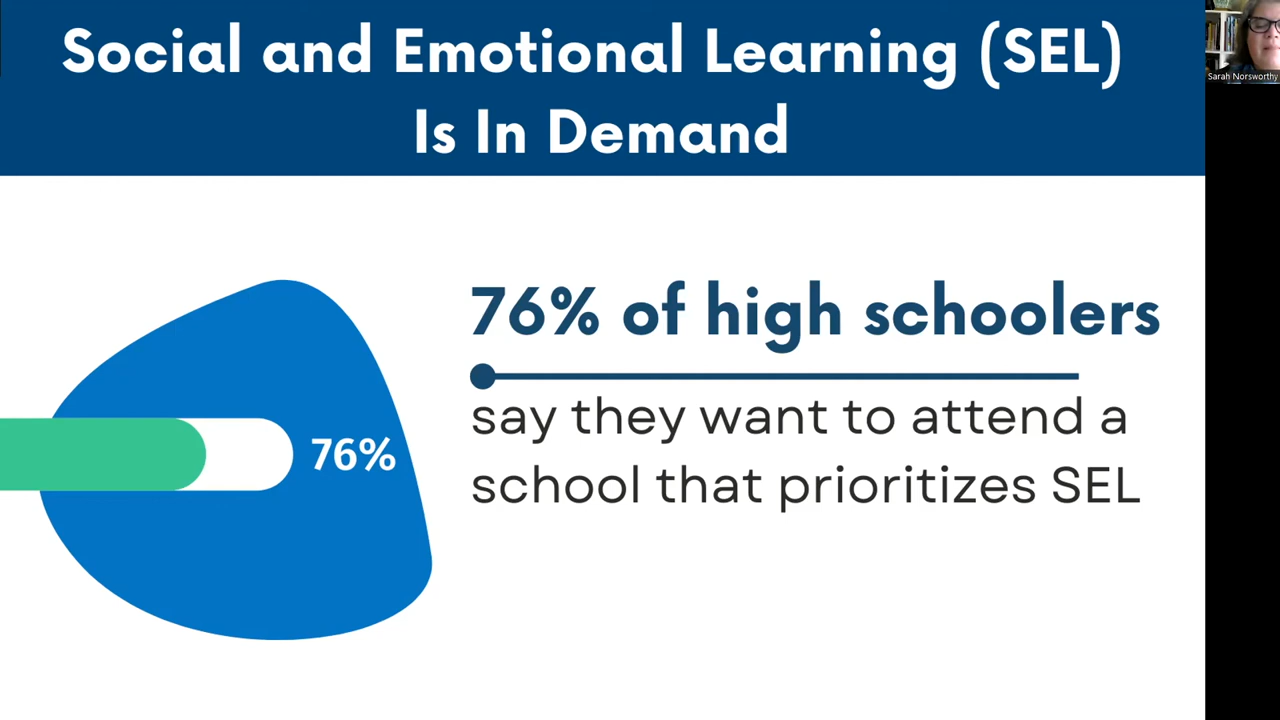 Social and Emotional Learning (SEL)
Is In Demand
Sarah Norsworthy
76% of high schoolers
say they want to attend a
school that prioritizes SEL
76%